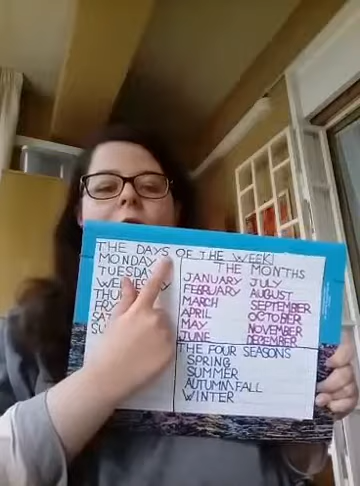 THE DAYS OF THE WEEK!
MONDAY
TUESDAY
THE MONTHS
JANUARY
FEBRUARY
MARCH
APRIL
MAY
JUNE
JULY
AUGUST
SEPTEMBER
OCTOBER
NOVEMBER
DECEMBER
THE FOUR SEASONS
SPRING
SUMMER
AUTUMN/FALL
WINTER